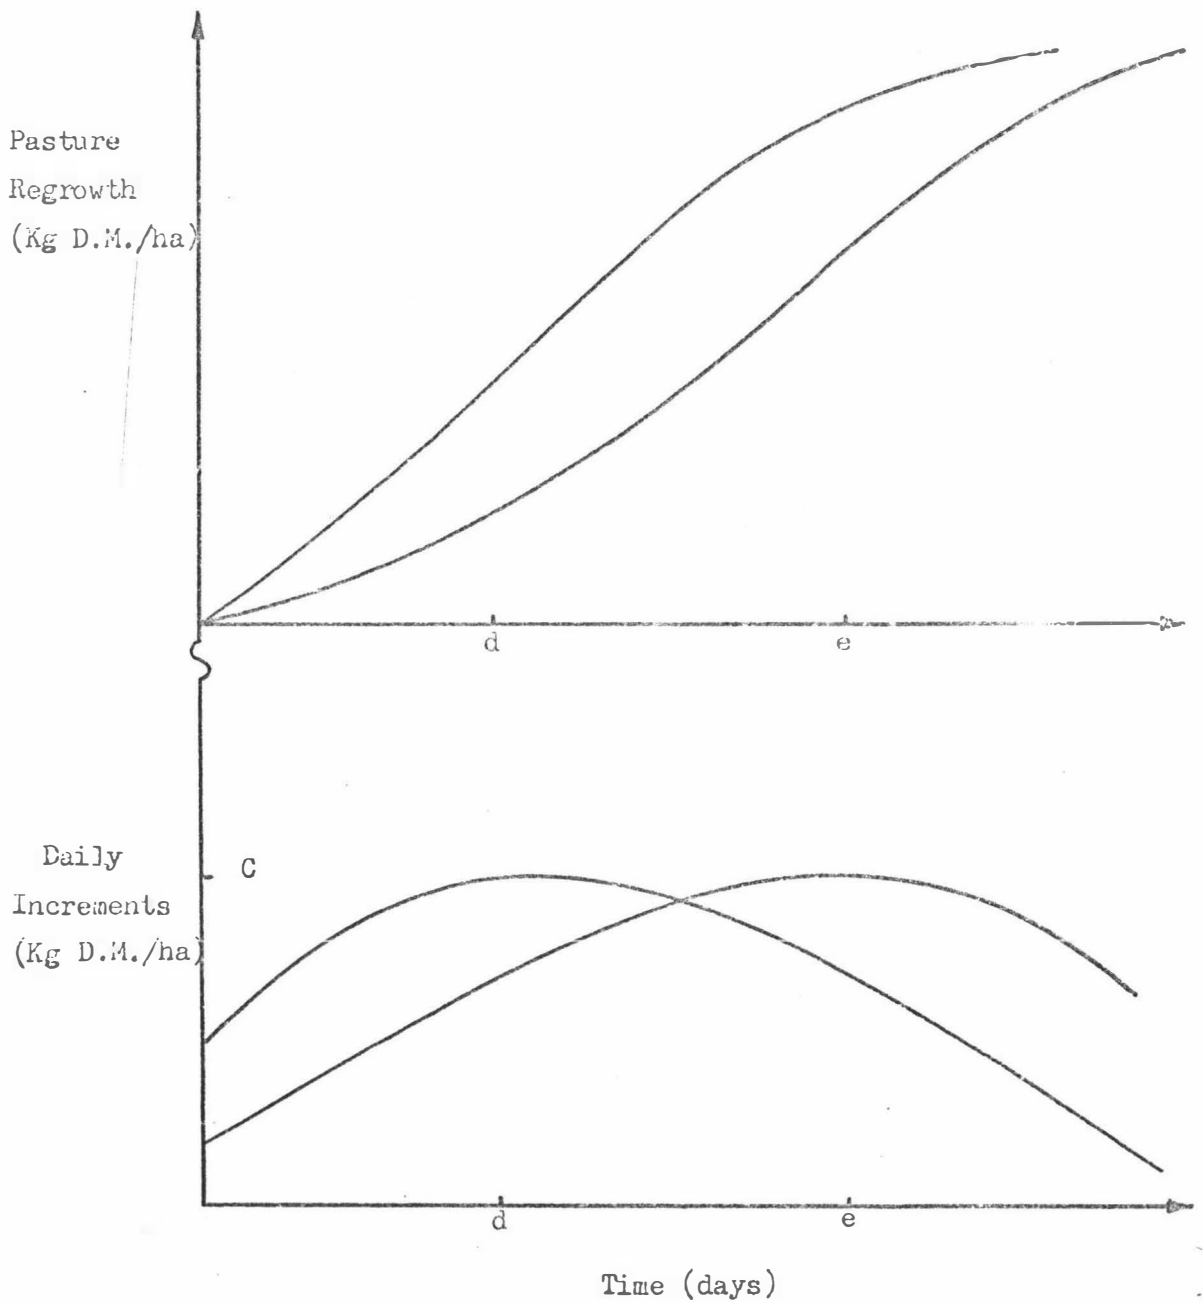 Pasture
Regrowth
(Kg D.M./ha)
d e
Daily
Increments
(Kg D.M./ha)
C
d e
Time (days)